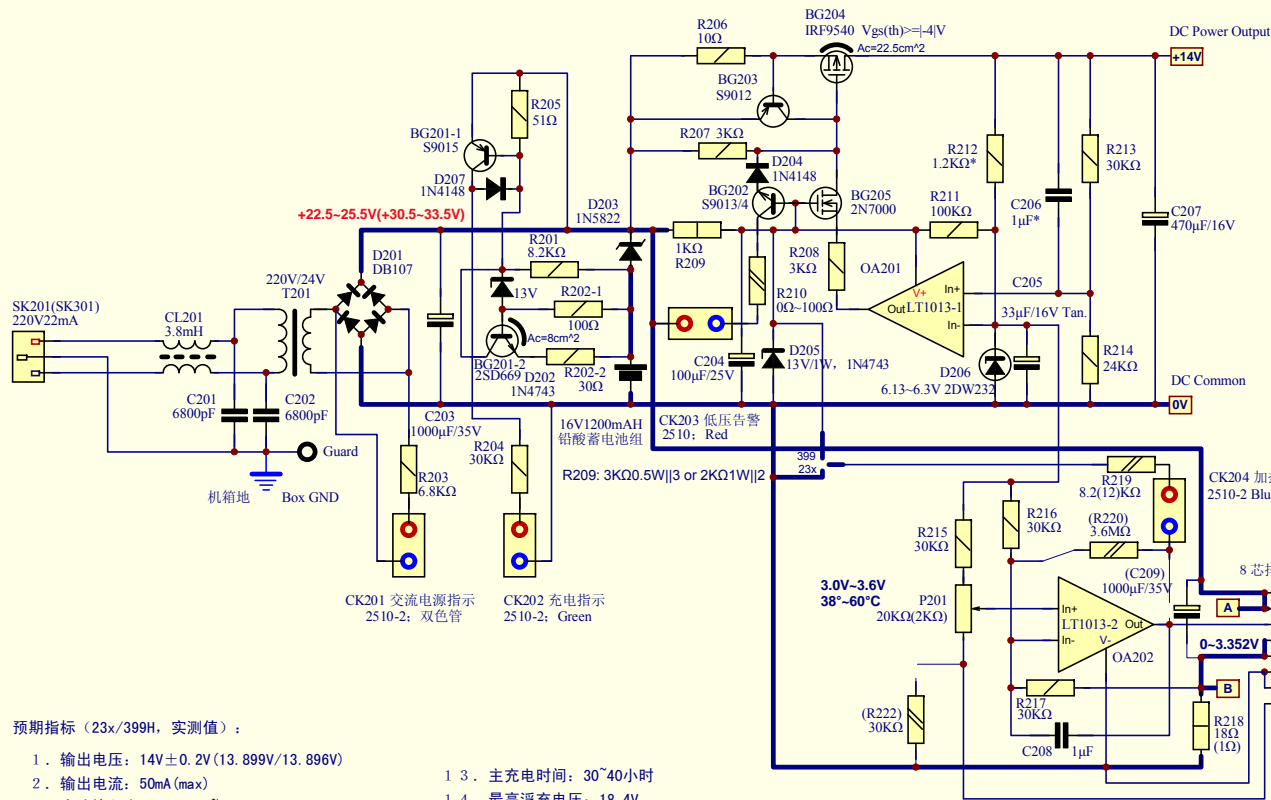 R206
10Ω
BG204
IRF9540 Vgs(th)>=|-4|V
Ac=22.5cm^2
DC Power Output
+14V
BG203
S9012
R205
51Ω
BG201-1
S9015
D207
1N4148
R207 3KΩ
D204
1N4148
BG202
S9013/4
BG205
2N7000
R212
1.2KΩ*
R213
30KΩ
C206
1μF*
C207
470μF/16V
R211
100KΩ
+22.5~25.5V(+30.5~33.5V)
D203
1N5822
D201
DB107
R201
8.2KΩ
1KΩ
R209
R208
3KΩ
OA201
V+
LT1013-1
Out
In+
In-
C205
33μF/16V Tan.
220V/24V
T201
13V
R202-1
100Ω
R210
0Ω~100Ω
SK201(SK301)
220V22mA
CL201
3.8mH
Ac=8cm^2
BG201-2
2SD669
D202
1N4743
R202-2
30Ω
C204
100μF/25V
D205
13V/1W, 1N4743
D206
6.13~6.3V 2DW232
R214
24KΩ
DC Common
0V
C201
6800pF
C202
6800pF
C203
1000μF/35V
16V1200mAH
铅酸蓄电池组
CK203 低压告警
2510; Red
Guard
R203
6.8KΩ
R204
30KΩ
R209: 3KΩ0.5W||3 or 2KΩ1W||2
399
23x
R219
8.2(12)KΩ
CK204
2510-2
机箱地
Box GND
R215
30KΩ
R216
30KΩ
(R220)
3.6MΩ
CK201 交流电源指示
2510-2; 双色管
CK202 充电指示
2510-2; Green
3.0V~3.6V
38°~60°C
P201
20KΩ(2KΩ)
(C209)
1000μF/35V
8 芯
A
In+
LT1013-2
Out
In-
V-
OA202
0~3.352V
B
R217
30KΩ
(R222)
30KΩ
R218
18Ω
(1Ω)
C208
1μF
预期指标（23x/399H，实测值）：
1．输出电压：14V±0.2V(13.899V/13.896V)
2．输出电流：50mA(max)
13．主充电时间：30~40小时
14．最高浮充电压：18.4V